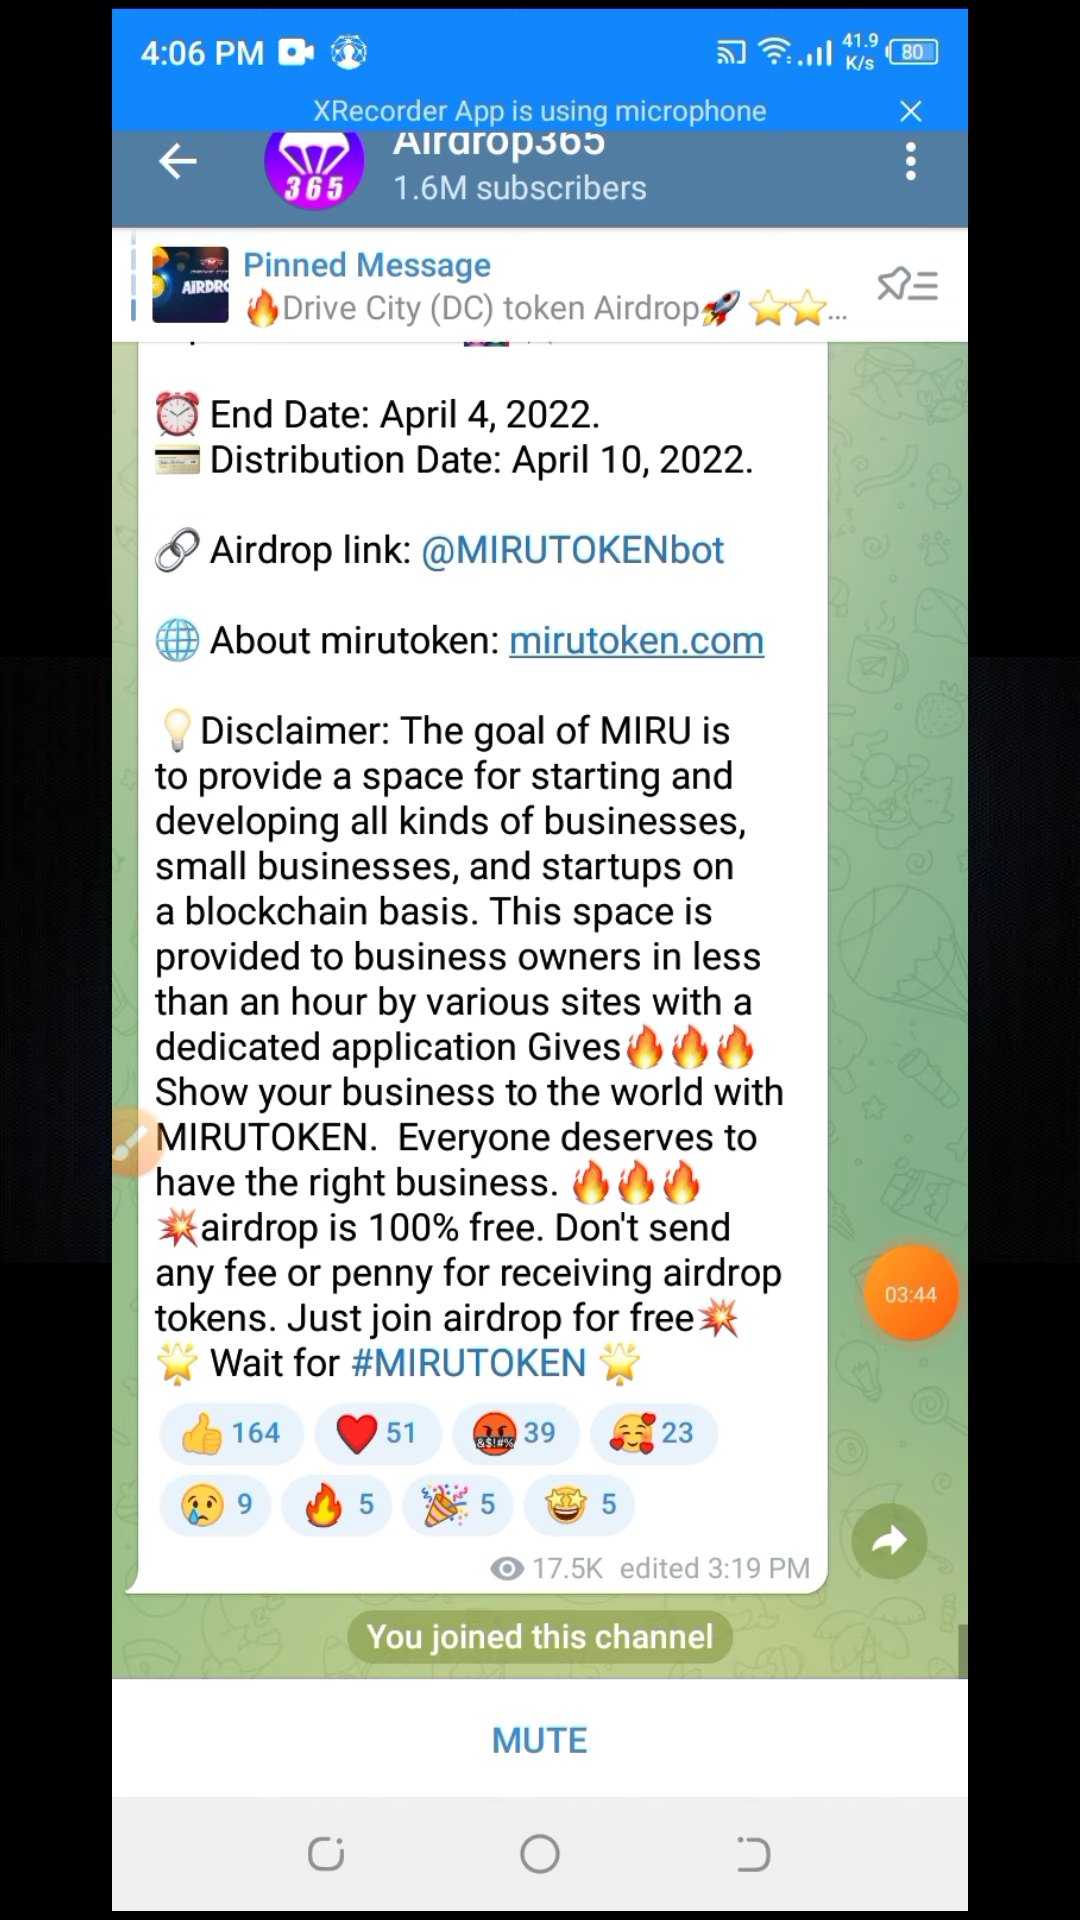 4:06 PM
41.9
K/s
80
XRecorder App is using microphone
Airdrop365
365
1.6M subscribers
Pinned Message
AIRDRO
🔥Drive City (DC) token Airdrop🚀 ⭐⭐...
⏰ End Date: April 4, 2022.
💳 Distribution Date: April 10, 2022.
🔗 Airdrop link: @MIRUTOKENbot
🌐 About mirutoken: mirutoken.com
💡Disclaimer: The goal of MIRU is
to provide a space for starting and
developing all kinds of businesses,
small businesses, and startups on
a blockchain basis. This space is
provided to business owners in less
than an hour by various sites with a
dedicated application Gives🔥🔥🔥
Show your business to the world with
MIRUTOKEN.  Everyone deserves to
have the right business. 🔥🔥🔥
💥airdrop is 100% free. Don't send
any fee or penny for receiving airdrop
tokens. Just join airdrop for free💥
03:44
🌟 Wait for #MIRUTOKEN 🌟
👍 164 ❤️ 51 🤬 39 🥰 23
😢 9 🔥 5 🎉 5 🤩 5
17.5K edited 3:19 PM
You joined this channel
MUTE